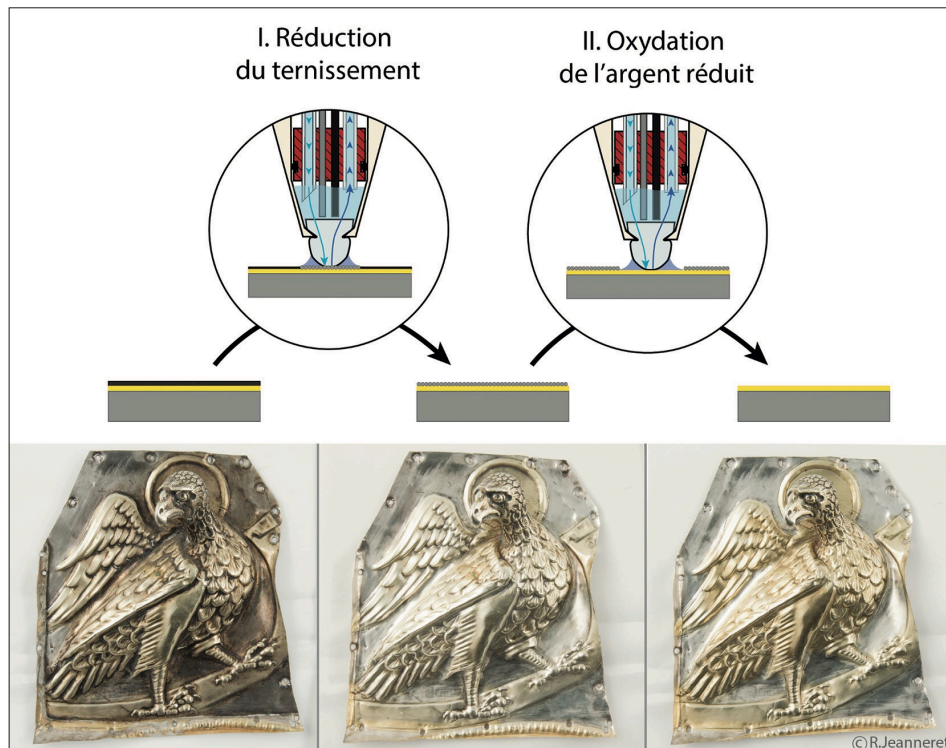 I. Réduction
du ternissement
II. Oxydation
de l'argent réduit
© R.Jeanneret